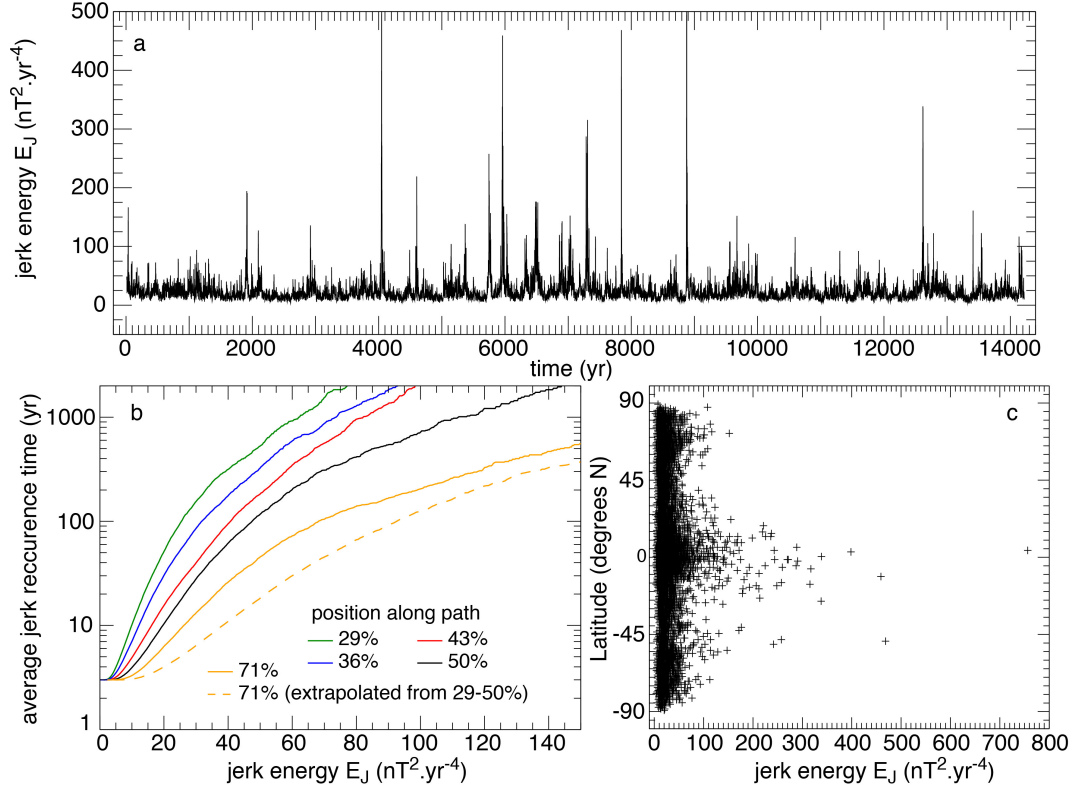 a
jerk energy E_J (nT².yr⁻⁴)
500
400
300
200
100
0
0 2000 4000 6000 8000 10000 12000 14000
time (yr)
b
average jerk reccurence time (yr)
1000
100
10
1
position along path
29% 43%
36% 50%
71%
71% (extrapolated from 29-50%)
0 20 40 60 80 100 120 140
jerk energy E_J (nT².yr⁻⁴)
c
Latitude (degrees N)
90
45
0
-45
-90
0 100 200 300 400 500 600 700 800
jerk energy E_J (nT².yr⁻⁴)